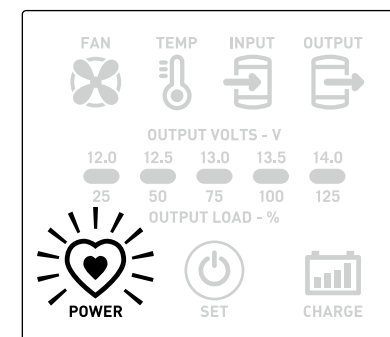 FAN TEMP INPUT OUTPUT
OUTPUT VOLTS - V
12.0 12.5 13.0 13.5 14.0
25 50 75 100 125
OUTPUT LOAD - %
POWER SET CHARGE